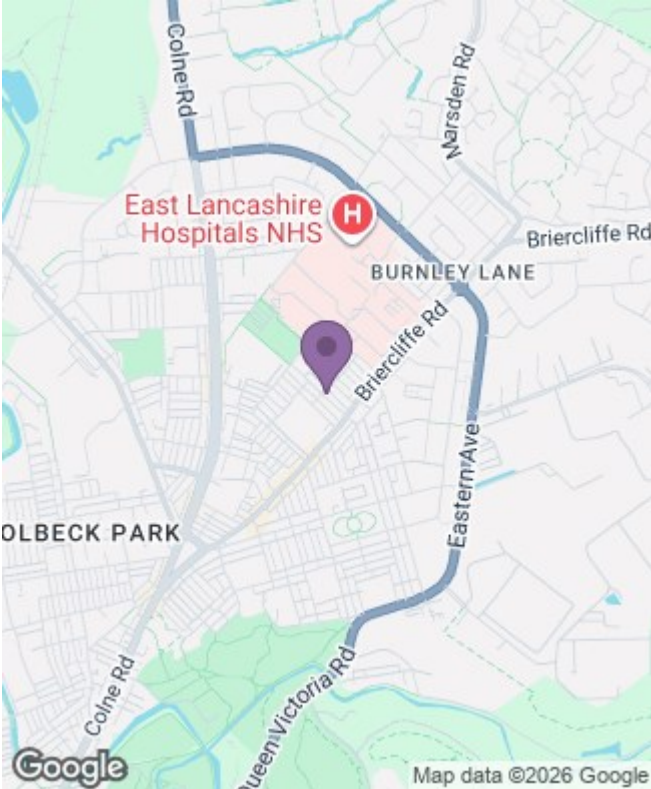 Colne Rd
Marsden Rd
East Lancashire
Hospitals NHS
H
Briercliffe Rd
BURNLEY LANE
Briercliffe Rd
Eastern Ave
OLBECK PARK
Colne Rd
Queen Victoria Rd
Google
Map data ©2026 Google